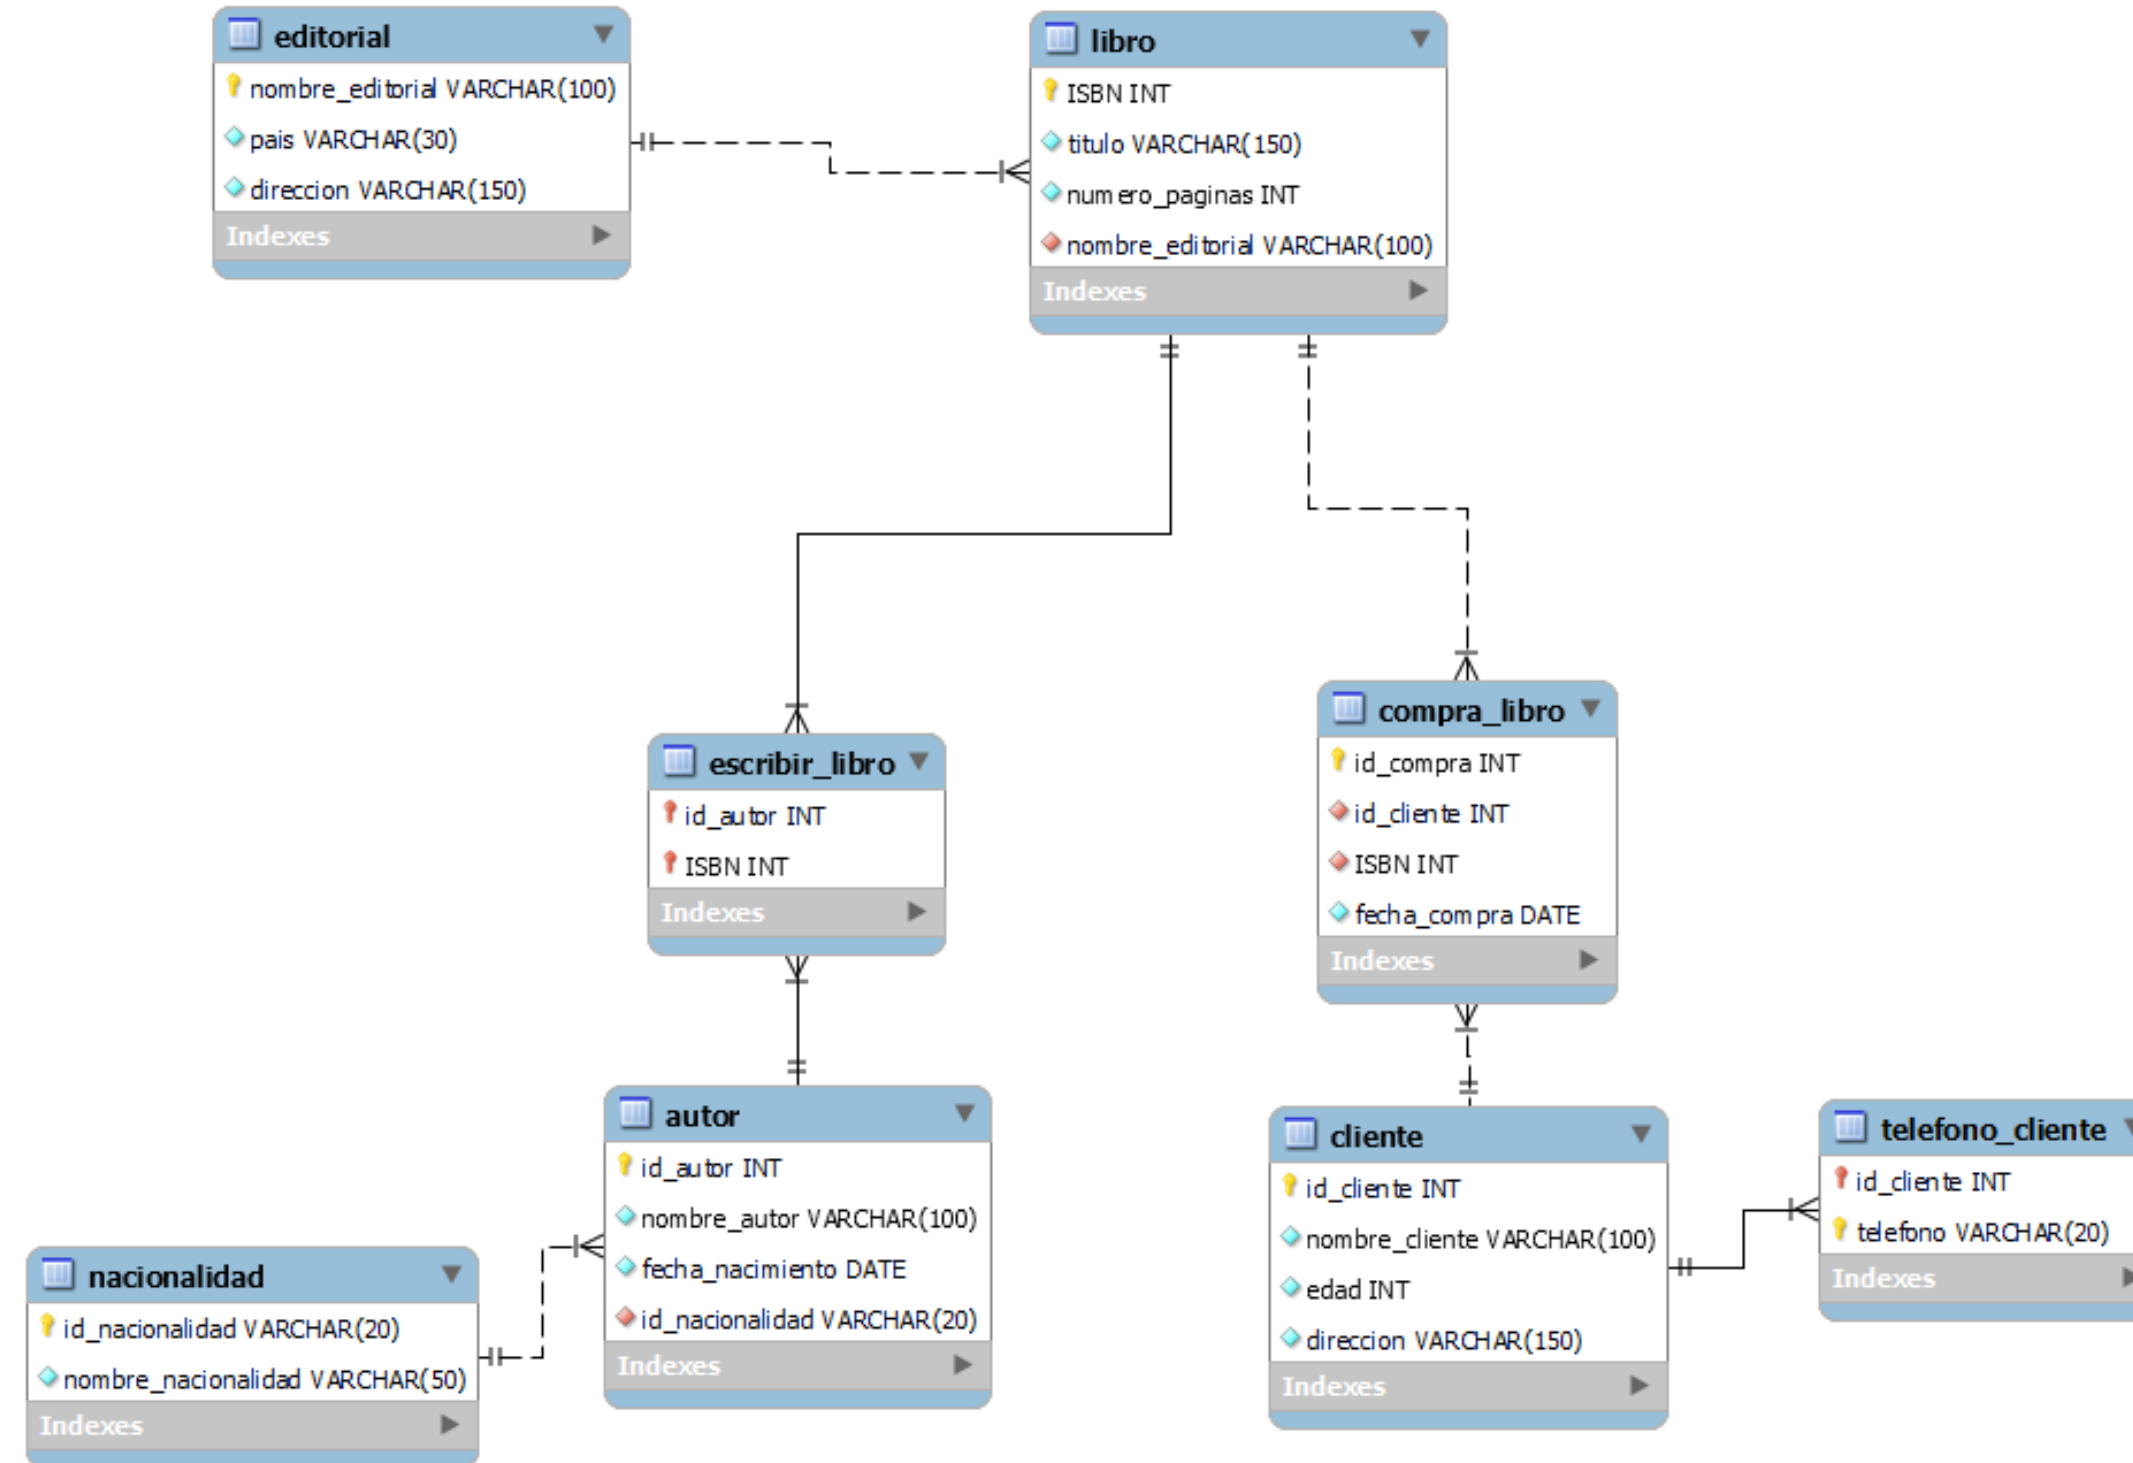 editorial
nombre_editorial VARCHAR(100)
pais VARCHAR(30)
direccion VARCHAR(150)
Indexes
libro
ISBN INT
titulo VARCHAR(150)
numero_paginas INT
nombre_editorial VARCHAR(100)
Indexes
escribir_libro
id_autor INT
ISBN INT
Indexes
compra_libro
id_compra INT
id_cliente INT
ISBN INT
fecha_compra DATE
Indexes
autor
id_autor INT
nombre_autor VARCHAR(100)
fecha_nacimiento DATE
id_nacionalidad VARCHAR(20)
Indexes
cliente
id_cliente INT
nombre_cliente VARCHAR(100)
edad INT
direccion VARCHAR(150)
Indexes
telefono_cliente
id_cliente INT
telefono VARCHAR(20)
Indexes
nacionalidad
id_nacionalidad VARCHAR(20)
nombre_nacionalidad VARCHAR(50)
Indexes